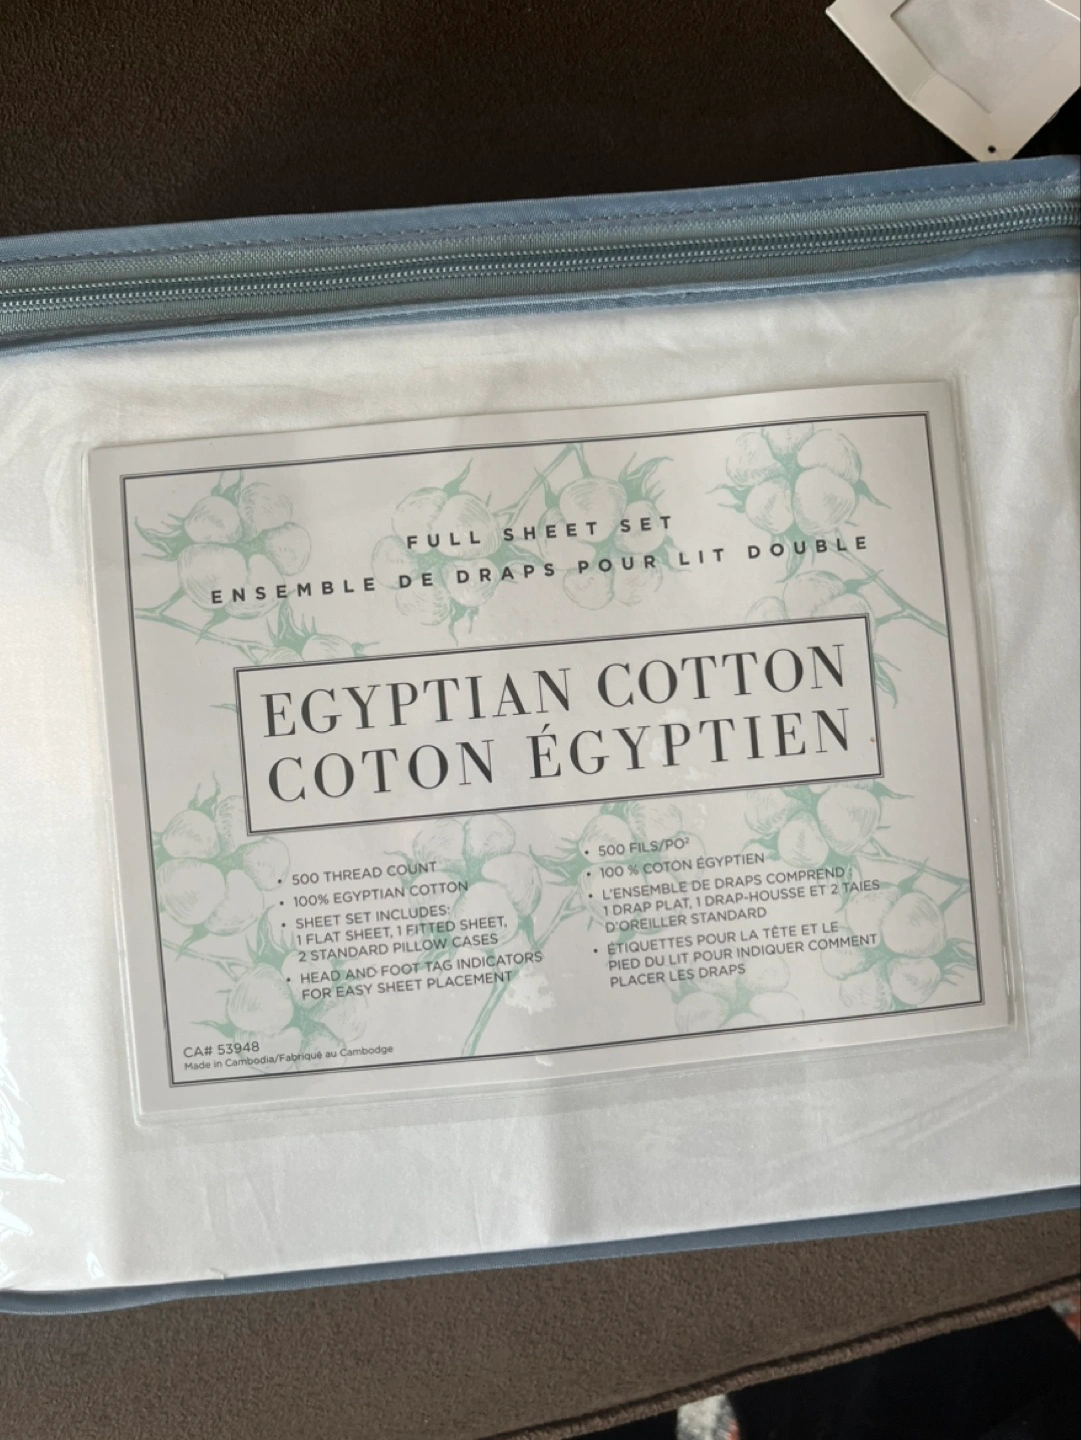 FULL SHEET SET
ENSEMBLE DE DRAPS POUR LIT DOUBLE
EGYPTIAN COTTON
COTON ÉGYPTIEN
• 500 THREAD COUNT
• 100% EGYPTIAN COTTON
• SHEET SET INCLUDES:
1 FLAT SHEET, 1 FITTED SHEET,
2 STANDARD PILLOW CASES
• HEAD AND FOOT TAG INDICATORS
FOR EASY SHEET PLACEMENT
• 500 FILS/PO²
• 100 % COTON ÉGYPTIEN
• L'ENSEMBLE DE DRAPS COMPREND :
1 DRAP PLAT, 1 DRAP-HOUSSE ET 2 TAIES
D'OREILLER STANDARD
• ÉTIQUETTES POUR LA TÊTE ET LE
PIED DU LIT POUR INDIQUER COMMENT
PLACER LES DRAPS
CA# 53948
Made in Cambodia/Fabriqué au Cambodge